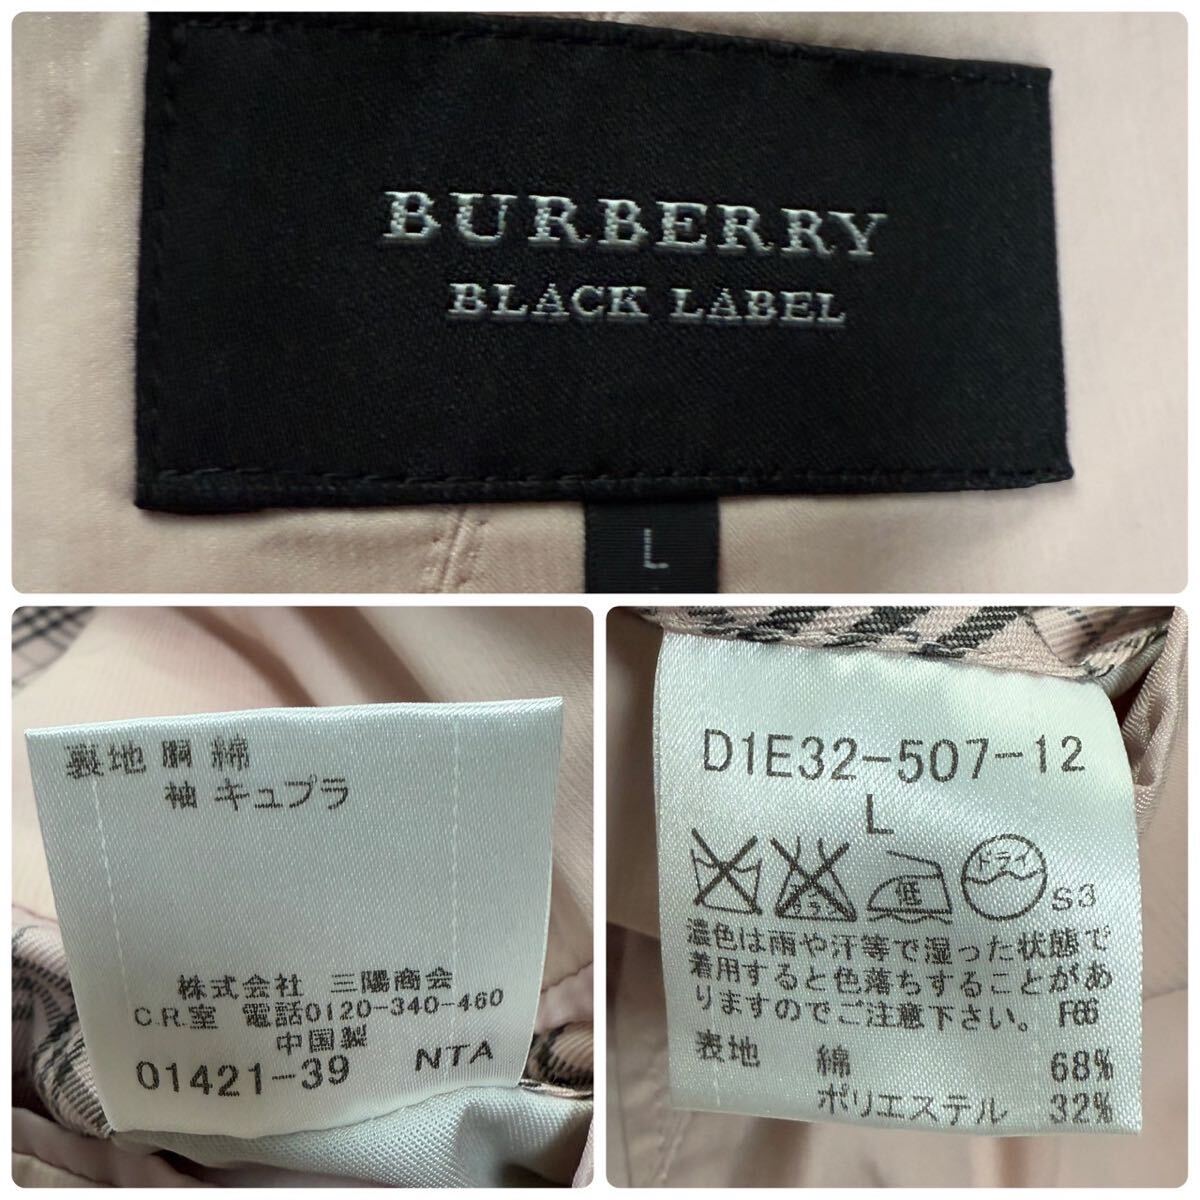 BURBERRY
BLACK LABEL
L
裏地 胴 綿
袖 キュプラ
株式会社 三陽商会
C.R.室 電話0120-340-460
中国製
01421-39 NTA
D1E32-507-12
L
低 ドライ
S3
濃色は雨や汗等で湿った状態で
着用すると色落ちすることがあ
りますのでご注意下さい。 F66
表地 綿 68%
ポリエステル 32%